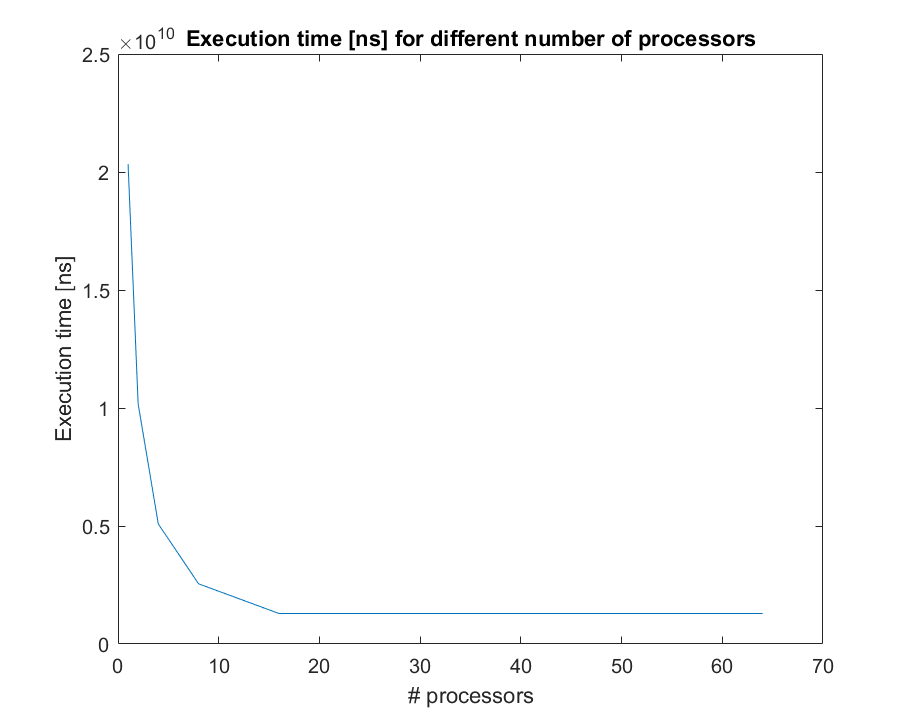 ×10^10 Execution time [ns] for different number of processors
2.5
2
1.5
1
0.5
0
Execution time [ns]
0 10 20 30 40 50 60 70
# processors